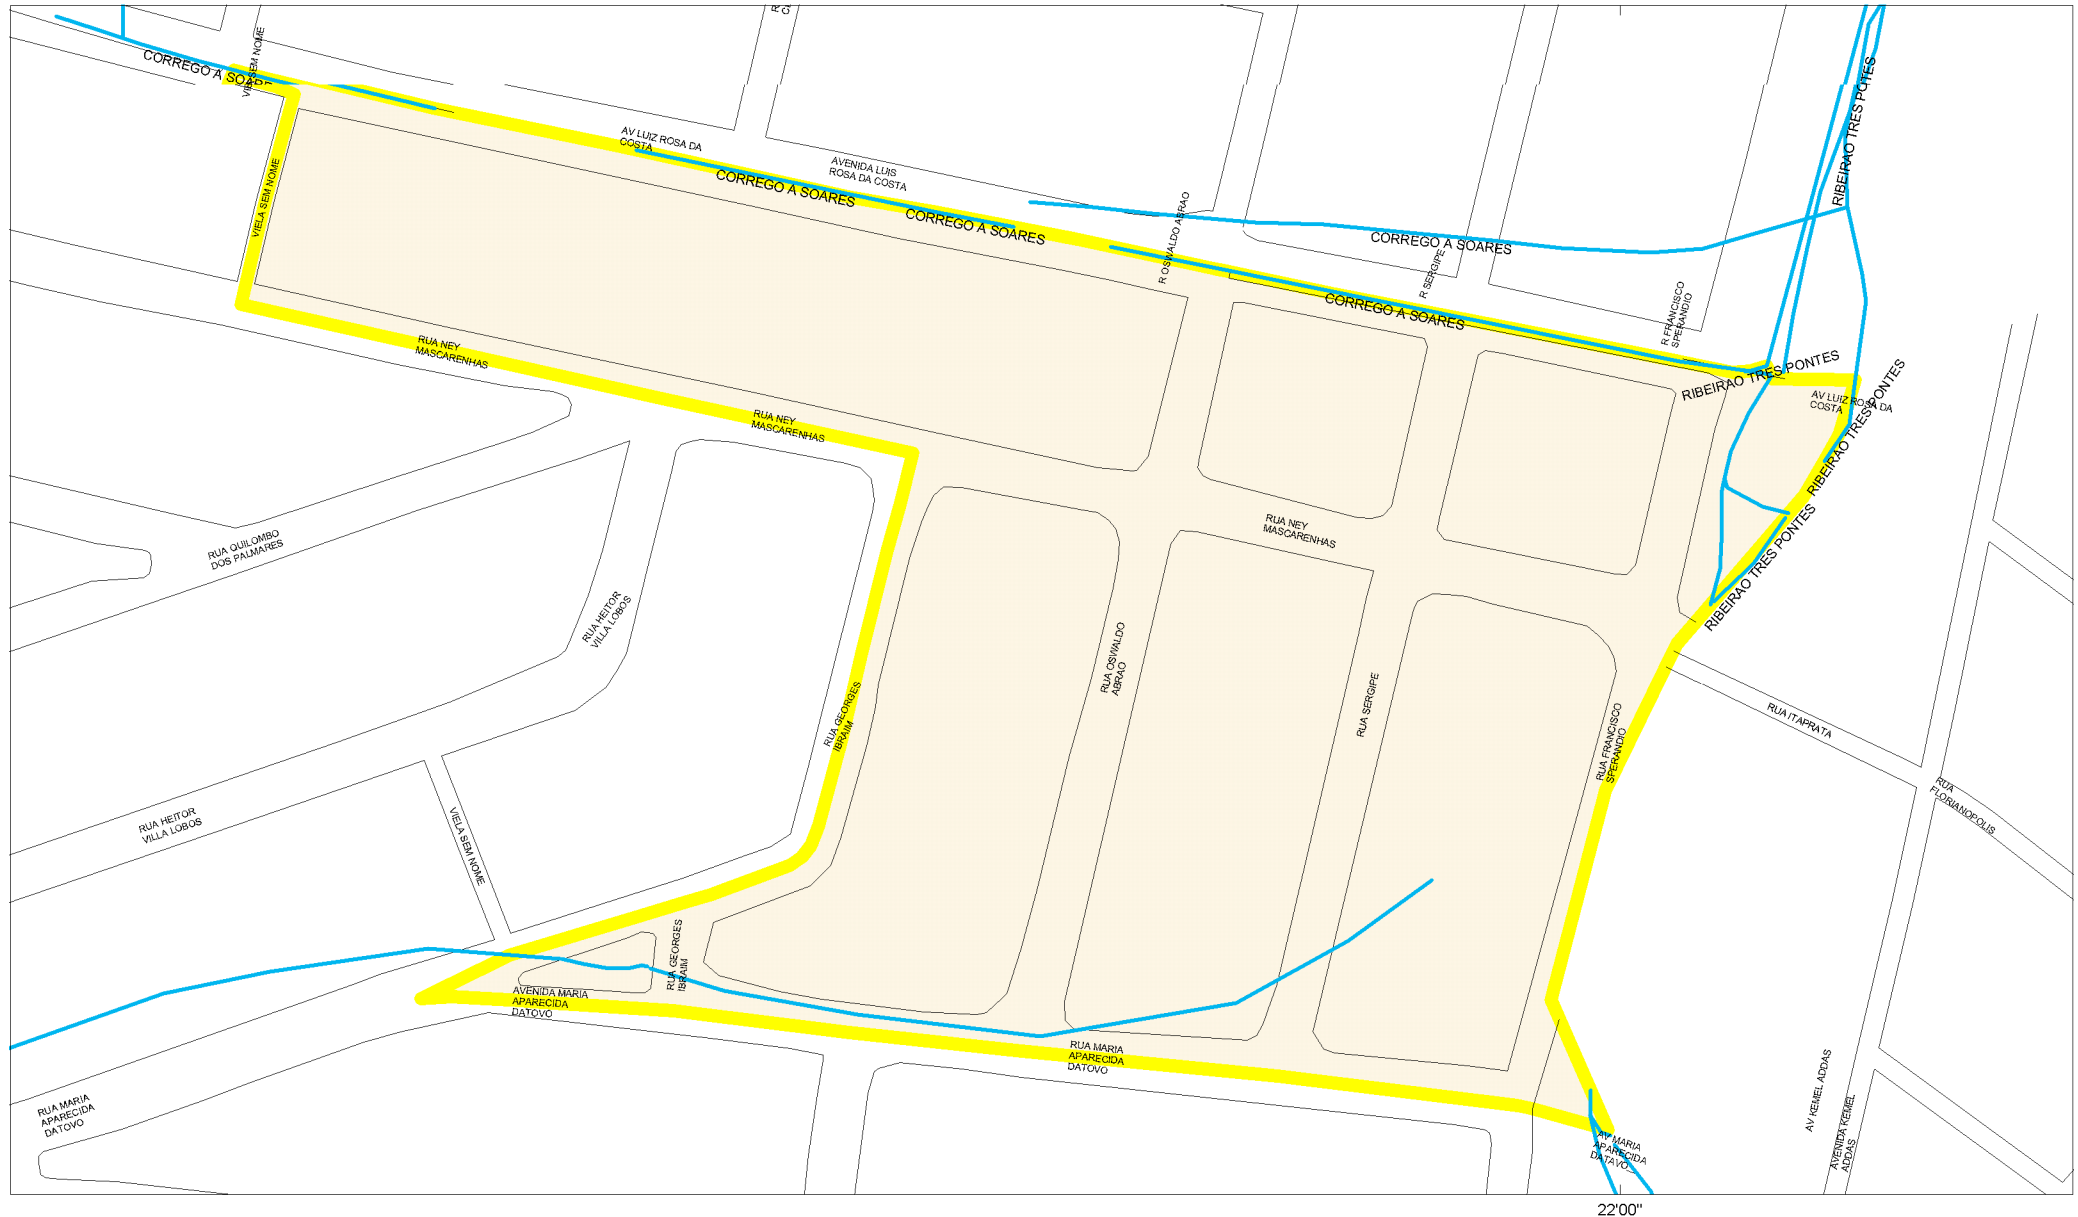 CORREGO A SOARE
VIELA SEM NOME
AV LUIZ ROSA DA
COSTA
AVENIDA LUIS
ROSA DA COSTA
CORREGO A SOARES
CORREGO A SOARES
CORREGO A SOARES
CORREGO A SOARES
RIBEIRAO TRES PONTES
VIELA SEM NOME
R OSWALDO ABRAO
R SERGIPE
R FRANCISCO
SPERANDIO
RUA NEY
MASCARENHAS
RUA NEY
MASCARENHAS
RIBEIRAO TRES PONTES
AV LUIZ ROSA DA
COSTA
RIBEIRAO TRES PONTES
RIBEIRAO TRES PONTES
RUA NEY
MASCARENHAS
RUA QUILOMBO
DOS PALMARES
RUA HEITOR
VILLA LOBOS
RUA GEORGES
IBRAIM
RUA OSWALDO
ABRAO
RUA SERGIPE
RUA FRANCISCO
SPERANDIO
RUA ITAPRATA
RUA
FLORIANOPOLIS
RUA HEITOR
VILLA LOBOS
VIELA SEM NOME
RUA GEORGES
IBRAIM
AVENIDA MARIA
APARECIDA
DATOVO
RUA MARIA
APARECIDA
DATOVO
RUA MARIA
APARECIDA
DATOVO
AV KEMEL ADDAS
AVENIDA KEMEL
ADDAS
AV MARIA
APARECIDA
DATAVO
22'00"